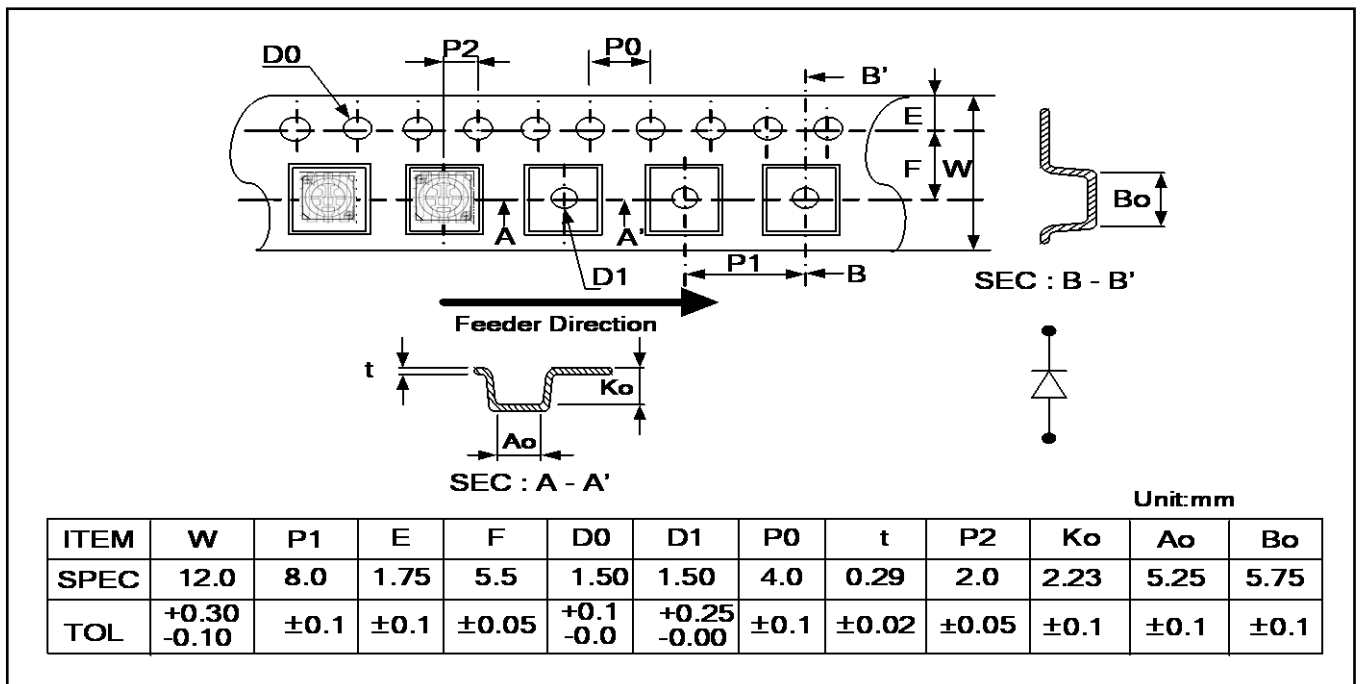 D0
P2
P0
B'
E
F
W
Bo
A
A'
D1
P1
B
SEC : B - B'
Feeder Direction
t
Ko
Ao
SEC : A - A'
Unit:mm
ITEM W P1 E F D0 D1 P0 t P2 Ko Ao Bo
SPEC 12.0 8.0 1.75 5.5 1.50 1.50 4.0 0.29 2.0 2.23 5.25 5.75
TOL +0.30 -0.10 ±0.1 ±0.1 ±0.05 +0.1 -0.0 +0.25 -0.00 ±0.1 ±0.02 ±0.05 ±0.1 ±0.1 ±0.1